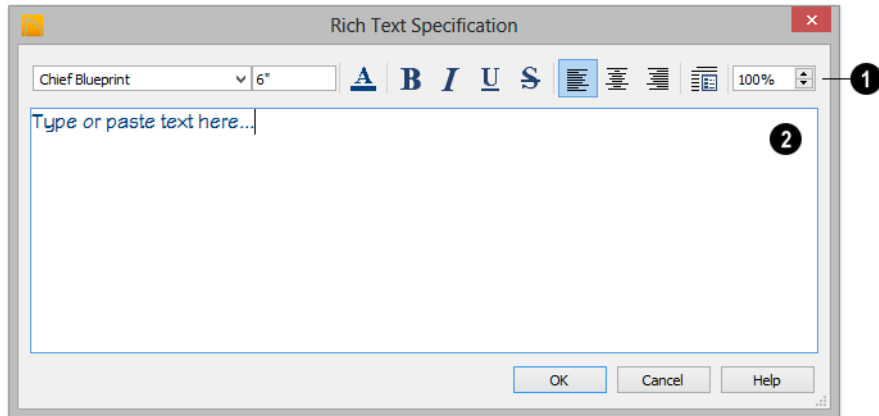 Rich Text Specification
Chief Blueprint 6" A B I U S 100% 1
Type or paste text here...
2
OK Cancel Help